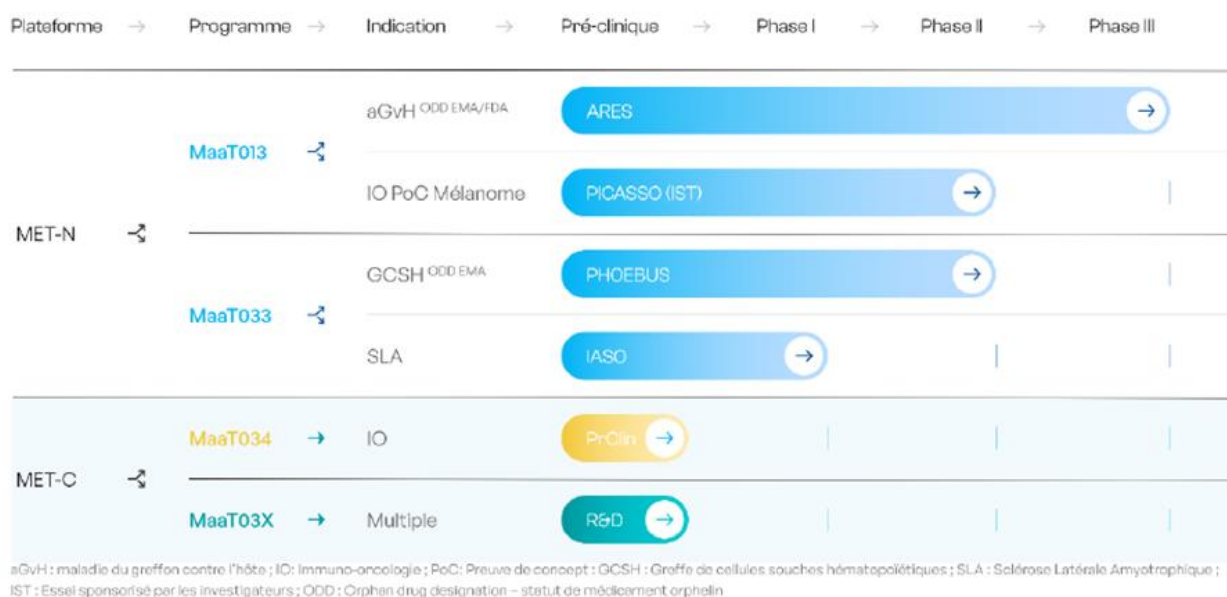 Plateforme → Programme → Indication → Pré-clinique → Phase I → Phase II → Phase III
MET-N
MaaT013
aGvH ODD EMA/FDA
ARES
IO PoC Mélanome
PICASSO (IST)
MaaT033
GCSH ODD EMA
PHOEBUS
SLA
IASO
MET-C
MaaT034 → IO
PrClin
MaaT03X → Multiple
R&D
aGvH : maladie du greffon contre l'hôte ; IO: Immuno-oncologie ; PoC: Preuve de concept : GCSH : Greffe de cellules souches hématopoïétiques ; SLA : Sclérose Latérale Amyotrophique ;
IST : Essai sponsorisé par les investigateurs ; ODD : Orphan drug designation – statut de médicament orphelin